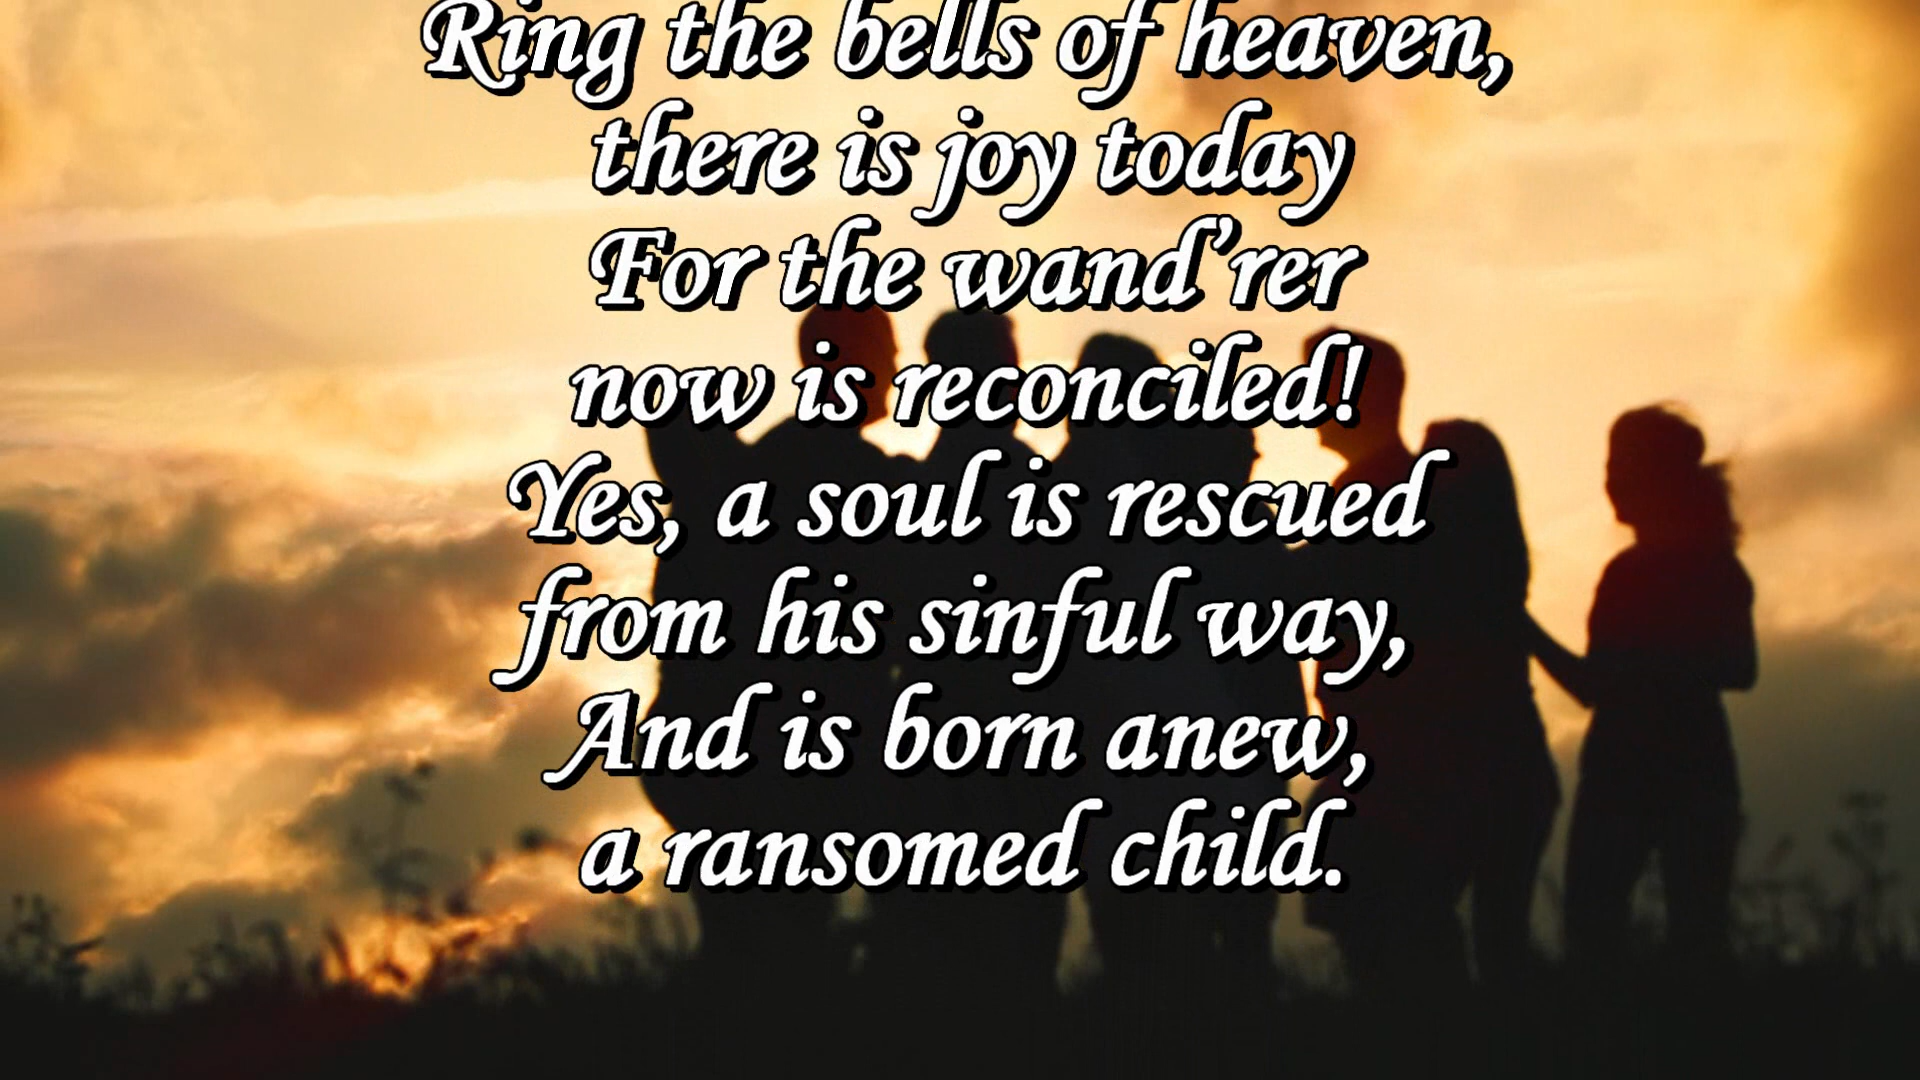 Ring the bells of heaven,
there is joy today
For the wand’rer
now is reconciled!
Yes, a soul is rescued
from his sinful way,
And is born anew,
a ransomed child.